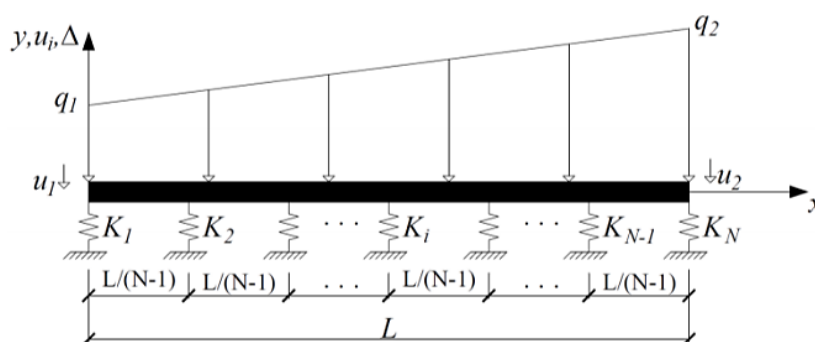 y,u_i,Δ
q_2
q_1
u_1
u_2
K_1
K_2
· · ·
K_i
· · ·
K_{N-1}
K_N
L/(N-1)
L/(N-1)
· · ·
L/(N-1)
· · ·
L/(N-1)
L